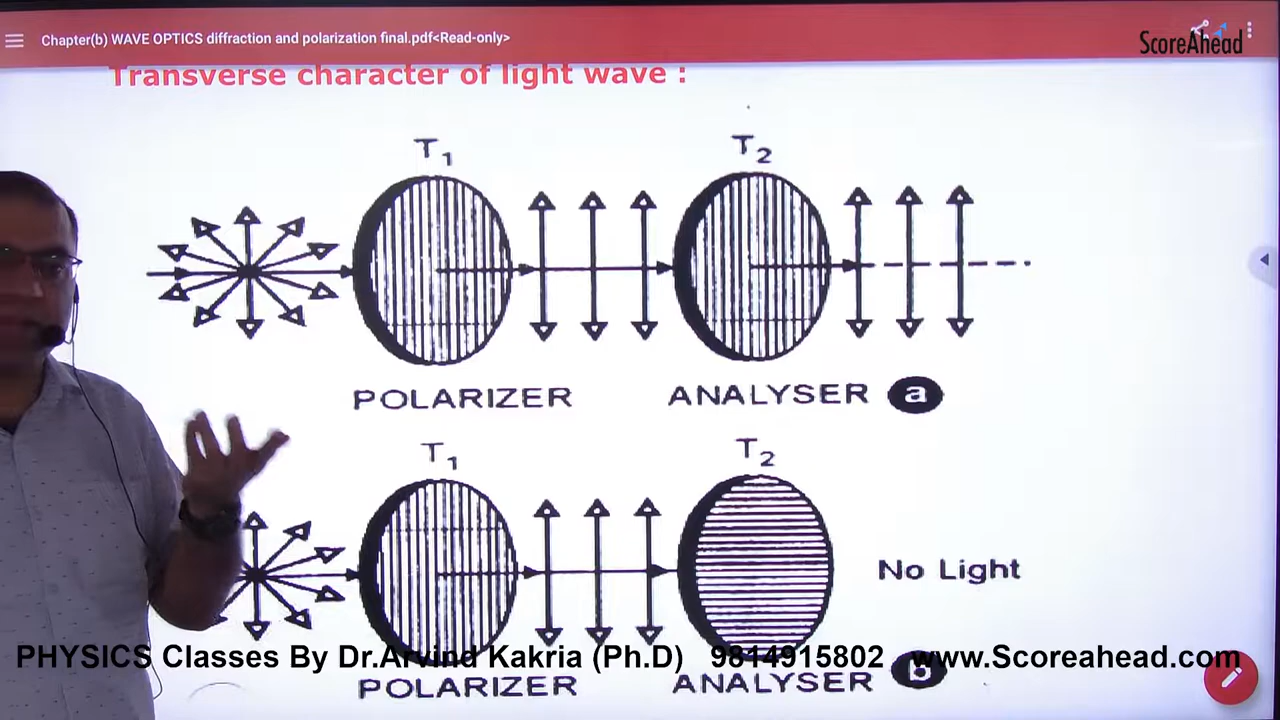 Chapter(b) WAVE OPTICS diffraction and polarization final.pdf<Read-only>
ScoreAhead
Transverse character of light wave :
T1
T2
POLARIZER
ANALYSER
a
T1
T2
No Light
PHYSICS Classes By Dr.Arvind Kakria (Ph.D) 9814915802 www.Scoreahead.com
POLARIZER
ANALYSER
b